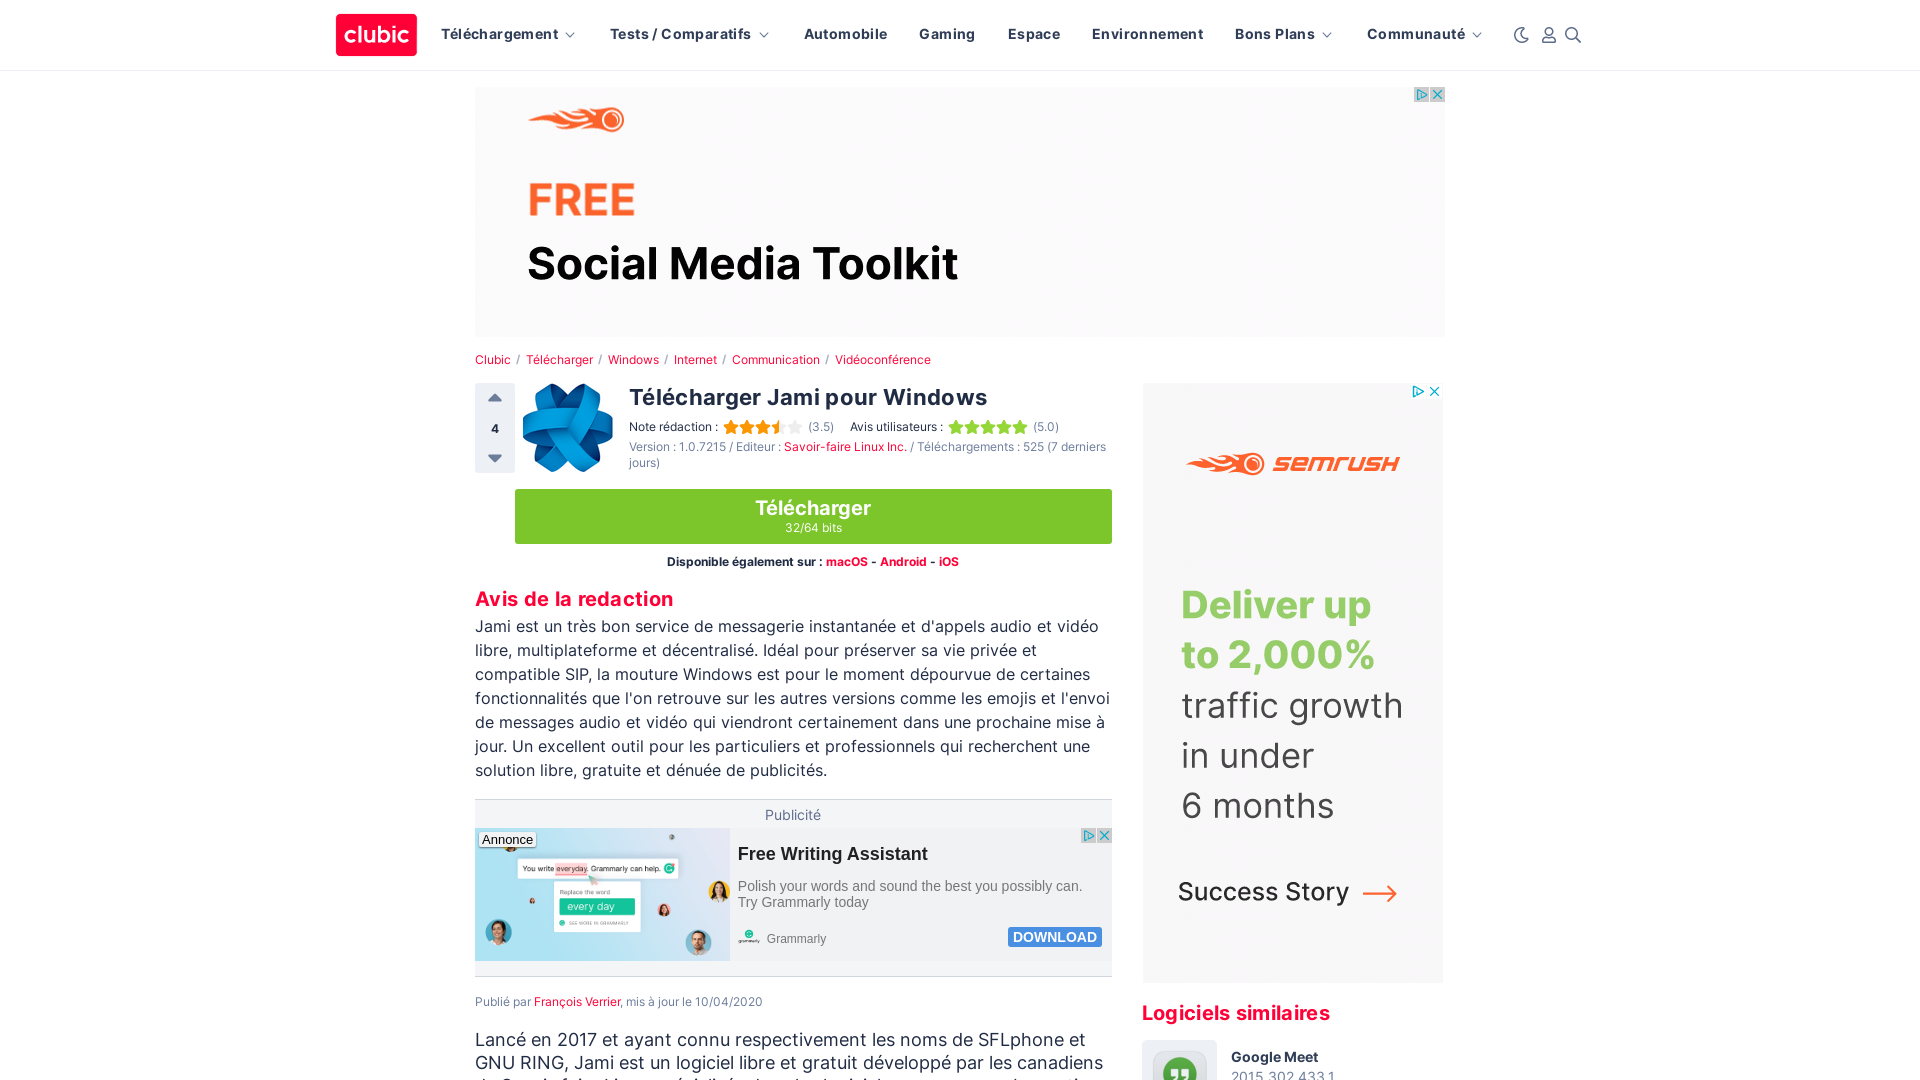 clubic Téléchargement Tests / Comparatifs Automobile Gaming Espace Environnement Bons Plans Communauté
FREE
Social Media Toolkit
Clubic / Télécharger / Windows / Internet / Communication / Vidéoconférence
4
Télécharger Jami pour Windows
Note rédaction : (3.5) Avis utilisateurs : (5.0)
Version : 1.0.7215 / Editeur : Savoir-faire Linux Inc. / Téléchargements : 525 (7 derniers
jours)
Télécharger
32/64 bits
Disponible également sur : macOS - Android - iOS
Avis de la redaction
Jami est un très bon service de messagerie instantanée et d'appels audio et vidéo
libre, multiplateforme et décentralisé. Idéal pour préserver sa vie privée et
compatible SIP, la mouture Windows est pour le moment dépourvue de certaines
fonctionnalités que l'on retrouve sur les autres versions comme les emojis et l'envoi
de messages audio et vidéo qui viendront certainement dans une prochaine mise à
jour. Un excellent outil pour les particuliers et professionnels qui recherchent une
solution libre, gratuite et dénuée de publicités.
Publicité
Annonce
You write everyday. Grammarly can help.
Replace the word
every day
SEE MORE IN GRAMMARLY
Free Writing Assistant
Polish your words and sound the best you possibly can.
Try Grammarly today
grammarly Grammarly
DOWNLOAD
Publié par François Verrier, mis à jour le 10/04/2020
Lancé en 2017 et ayant connu respectivement les noms de SFLphone et
GNU RING, Jami est un logiciel libre et gratuit développé par les canadiens
SEMRUSH
Deliver up
to 2,000%
traffic growth
in under
6 months
Success Story
Logiciels similaires
Google Meet
2015.302.433.1